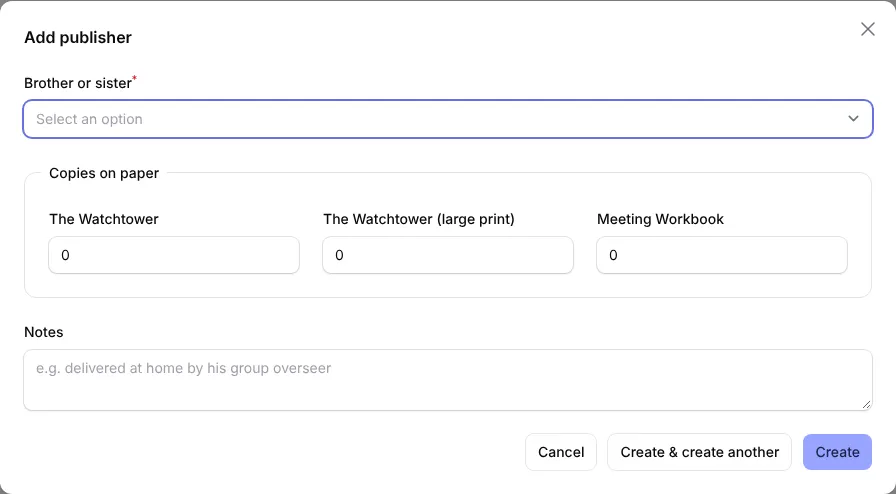 Add publisher
Brother or sister*
Select an option
Copies on paper
The Watchtower
The Watchtower (large print)
Meeting Workbook
0
0
0
Notes
e.g. delivered at home by his group overseer
Cancel
Create & create another
Create